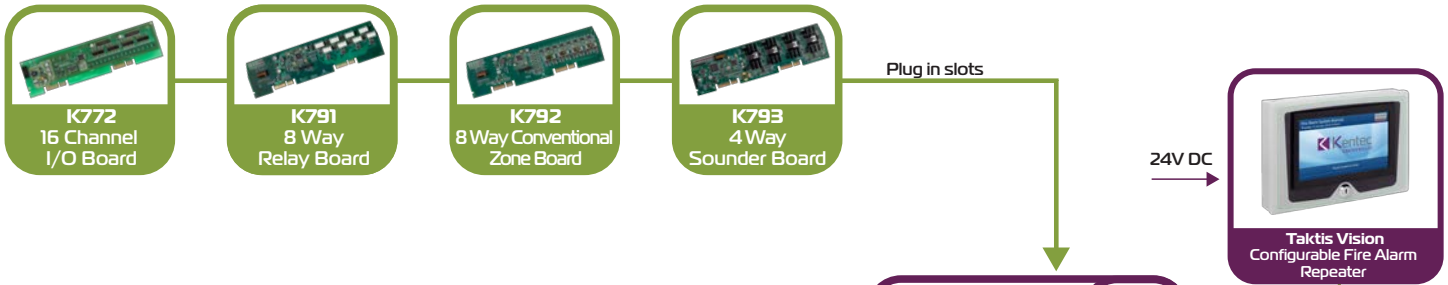 K772
16 Channel
I/O Board
K791
8 Way
Relay Board
K792
8 Way Conventional
Zone Board
K793
4 Way
Sounder Board
Plug in slots
24V DC
Kentec
Taktis Vision
Configurable Fire Alarm
Repeater